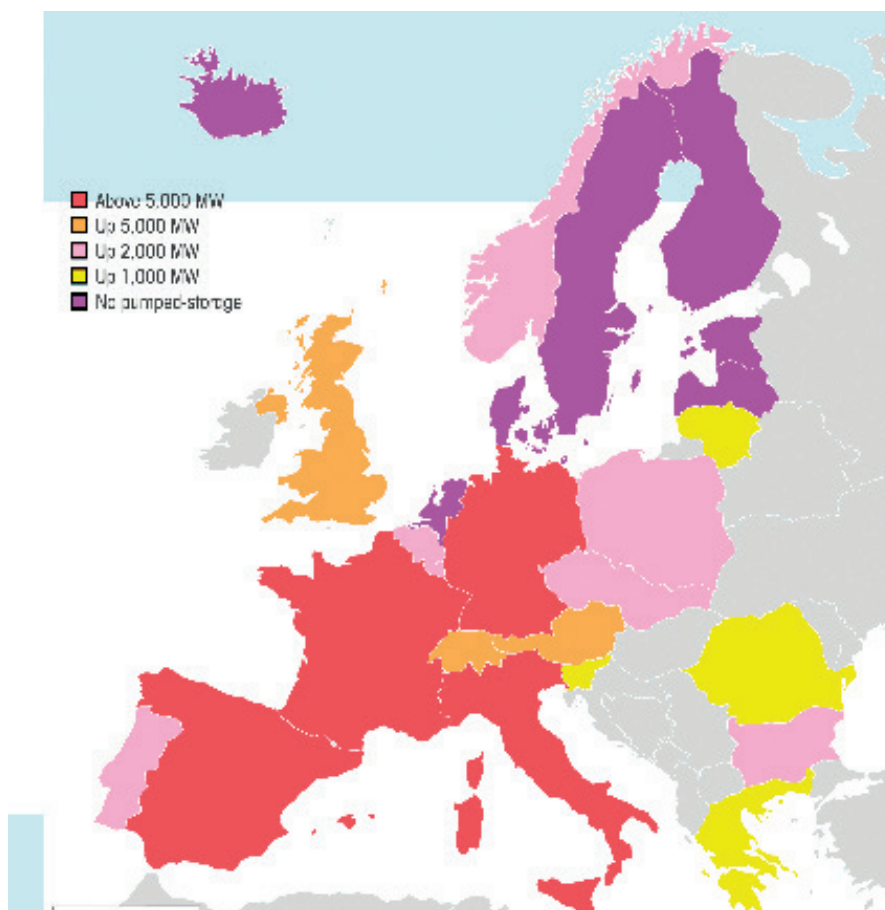 Above 5,000 MW
Up 5,000 MW
Up 2,000 MW
Up 1,000 MW
No pumped-storage